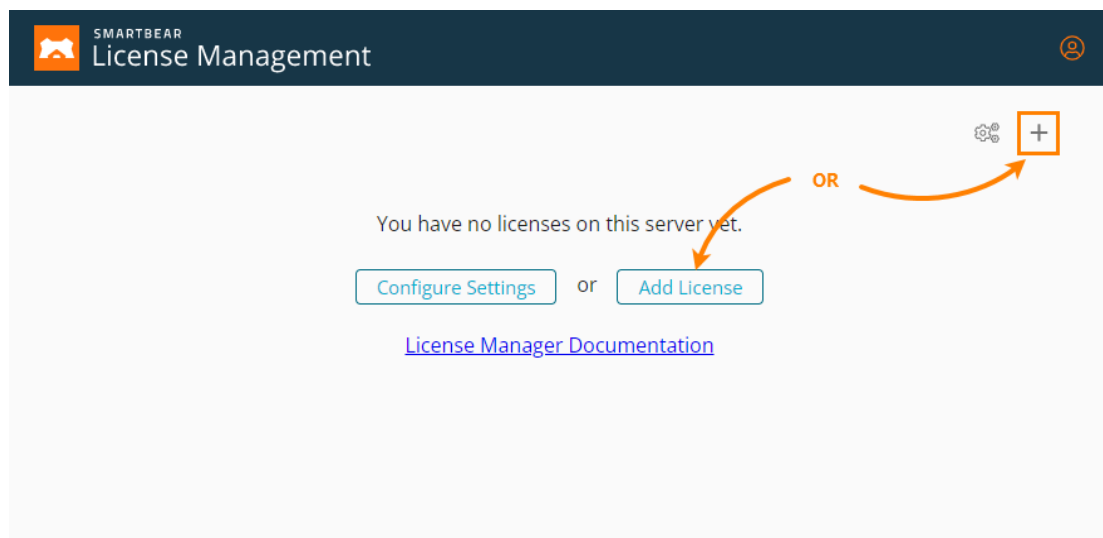 SMARTBEAR
License Management
OR
You have no licenses on this server yet.
Configure Settings or Add License
License Manager Documentation